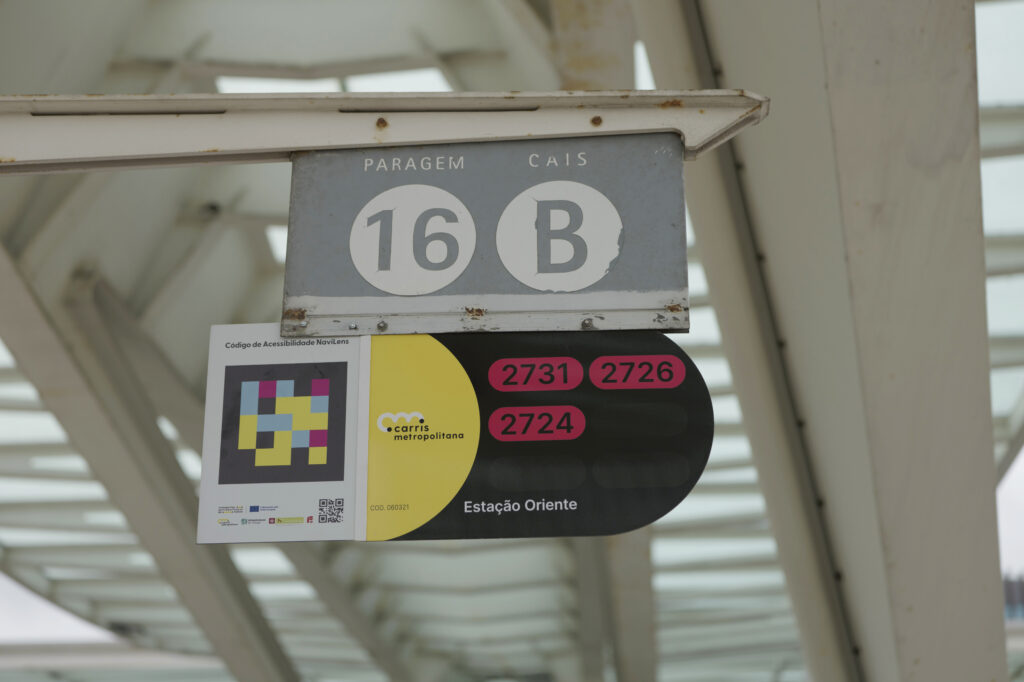 PARAGEM CAIS
16 B
Código de Acessibilidade NaviLens
2731 2726
2724
carris
metropolitana
COD. 060321
Estação Oriente